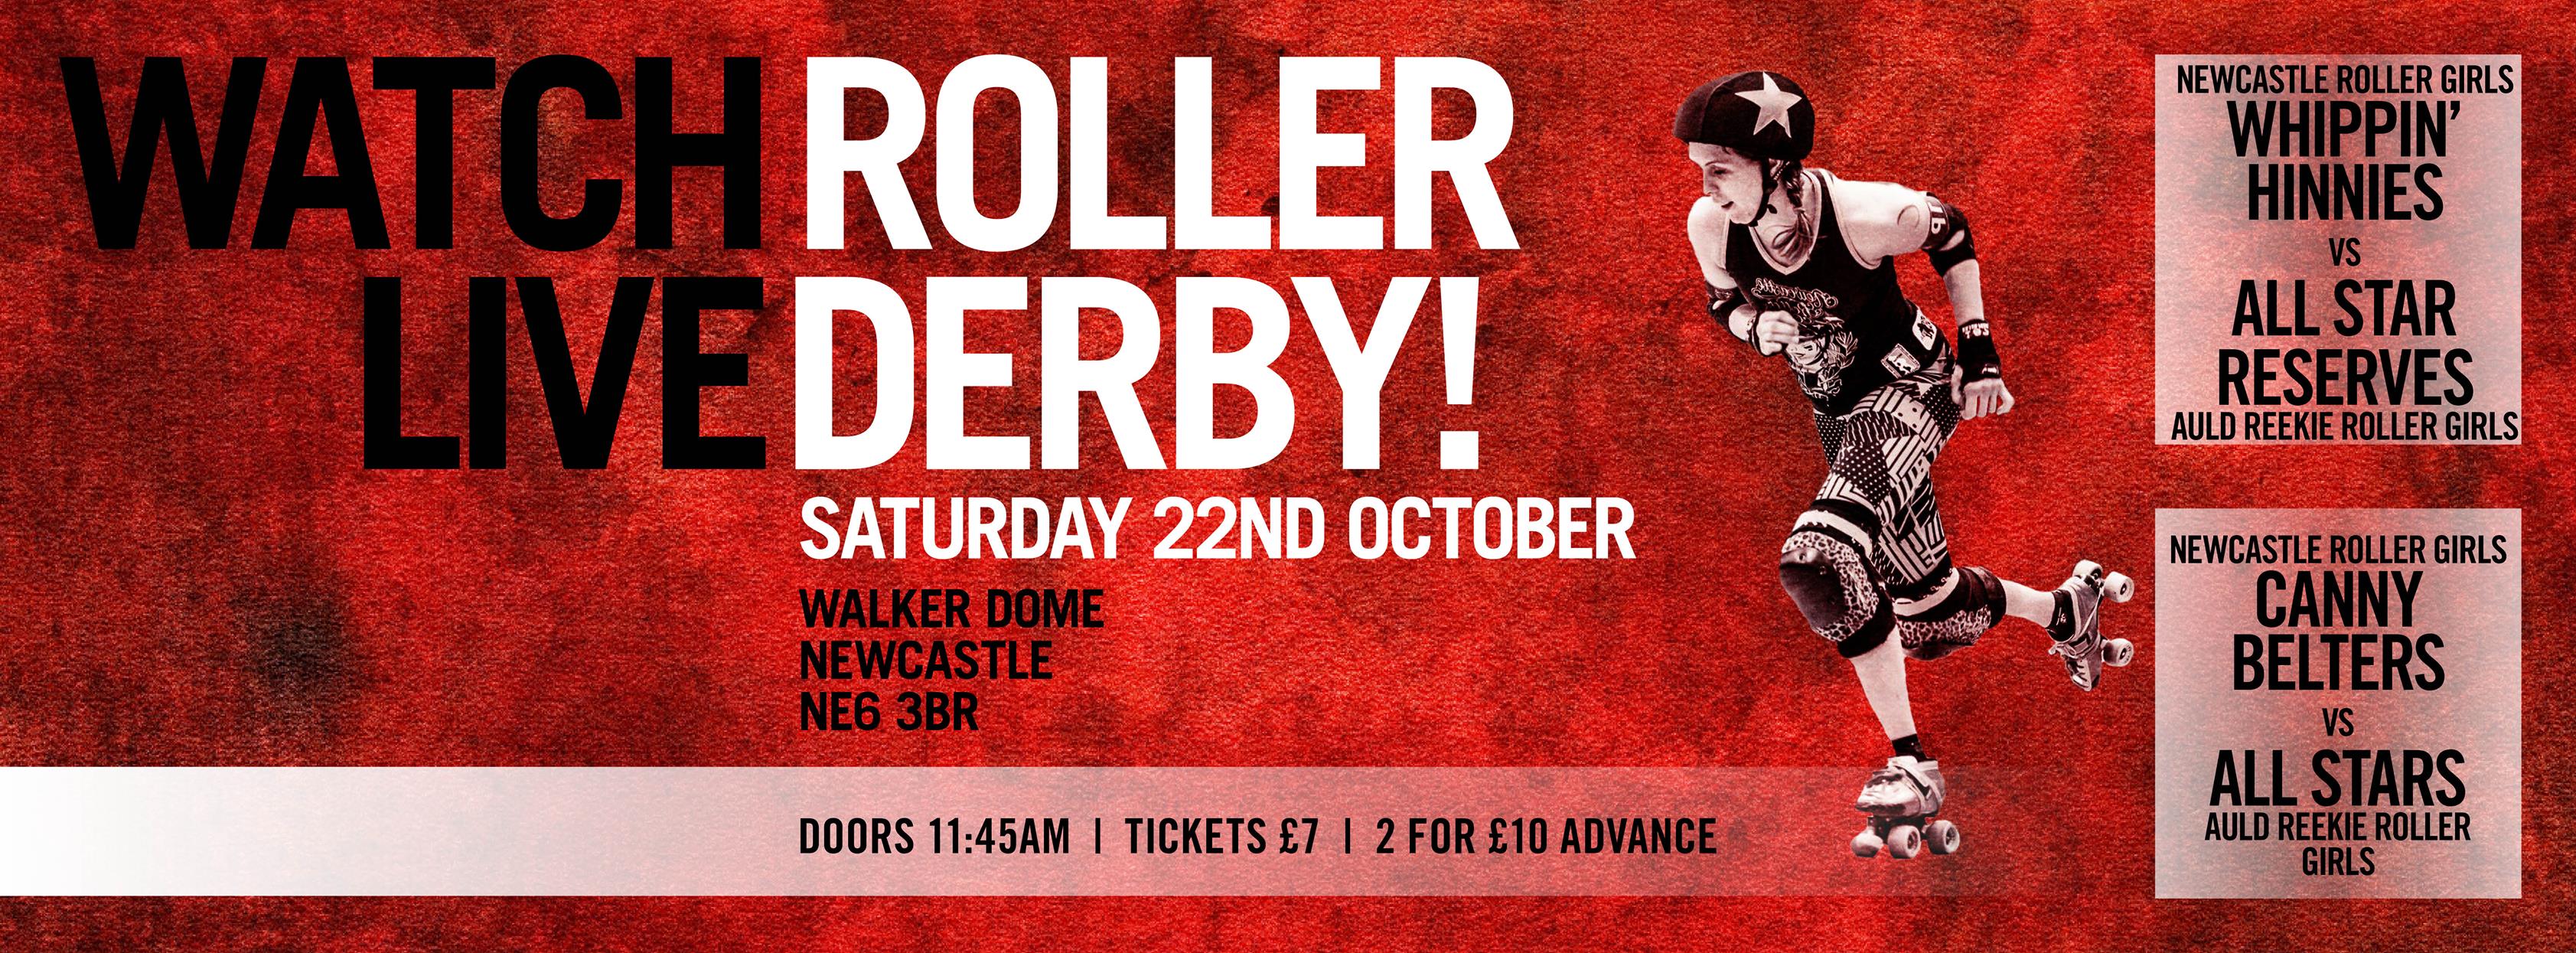 WATCH ROLLER
LIVE DERBY!
SATURDAY 22ND OCTOBER
WALKER DOME
NEWCASTLE
NE6 3BR
DOORS 11:45AM | TICKETS £7 | 2 FOR £10 ADVANCE
NEWCASTLE ROLLER GIRLS
WHIPPIN'
HINNIES
VS
ALL STAR
RESERVES
AULD REEKIE ROLLER GIRLS
NEWCASTLE ROLLER GIRLS
CANNY
BELTERS
VS
ALL STARS
AULD REEKIE ROLLER
GIRLS